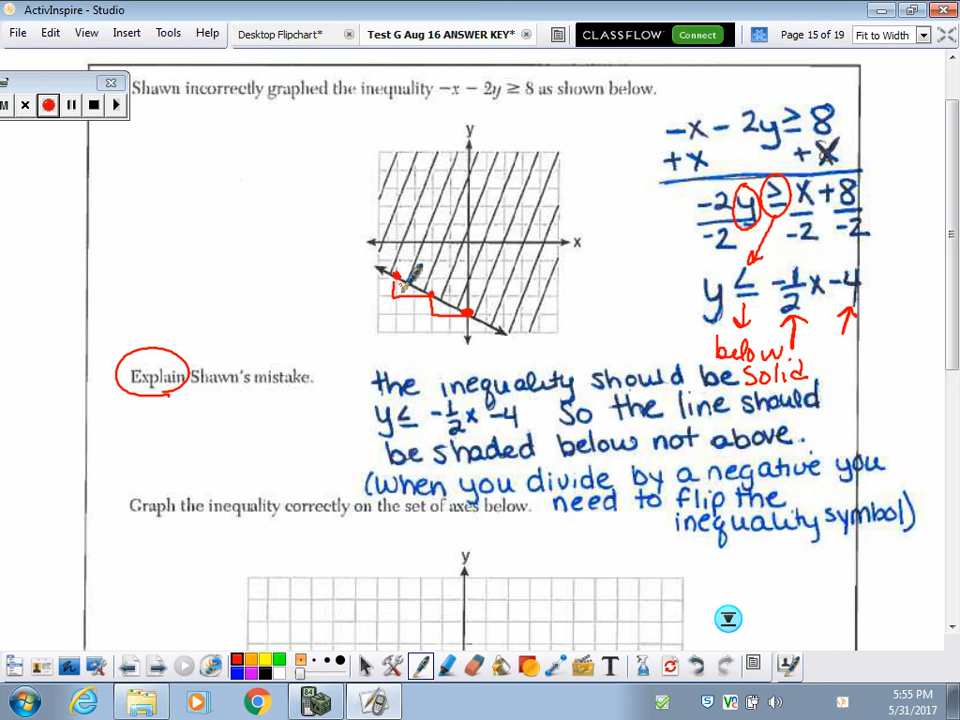 ActivInspire - Studio
File Edit View Insert Tools Help
Desktop Flipchart*
Test G Aug 16 ANSWER KEY*
CLASSFLOW Connect
Page 15 of 19
Fit to Width
M
Shawn incorrectly graphed the inequality −x − 2y ≥ 8 as shown below.
y
x
-x - 2y ≥ 8
+x +x
-2y ≥ x + 8
-2 -2 -2
y ≤ -1/2x - 4
below
solid
Explain Shawn's mistake.
the inequality should be
y ≤ -1/2x -4 So the line should
be shaded below not above.
(when you divide by a negative you
need to flip the
inequality symbol)
Graph the inequality correctly on the set of axes below.
y
T
5:55 PM
5/31/2017